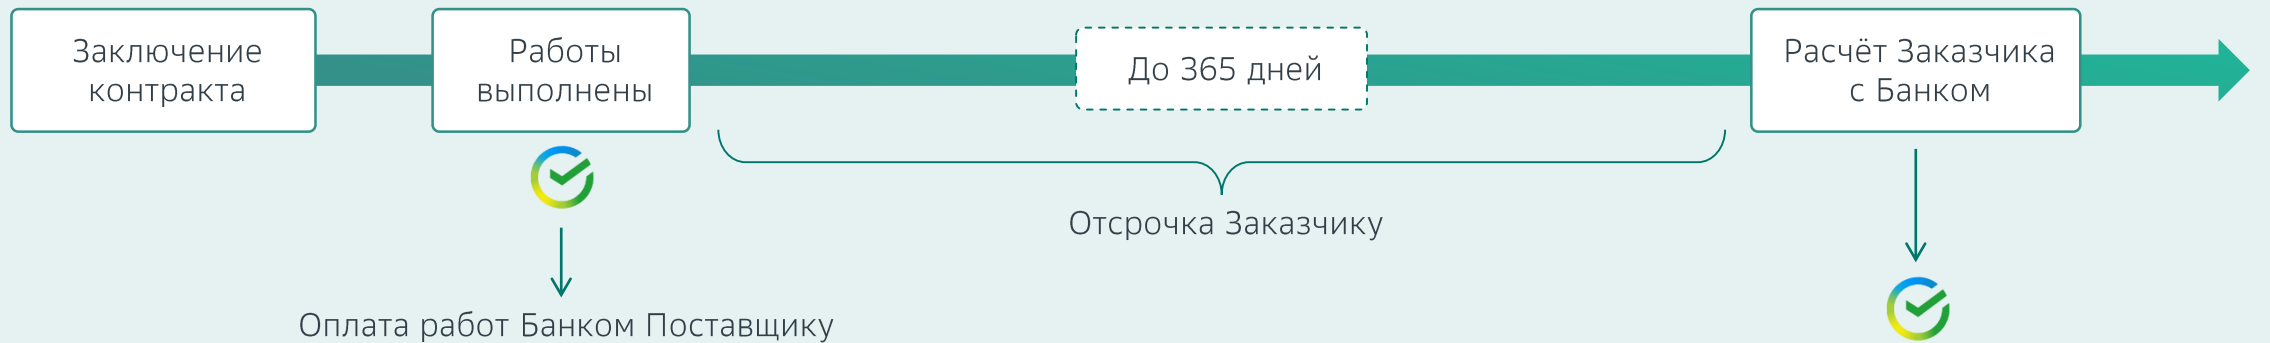 Заключение
контракта
Работы
выполнены
До 365 дней
Расчёт Заказчика
с Банком
Отсрочка Заказчику
Оплата работ Банком Поставщику